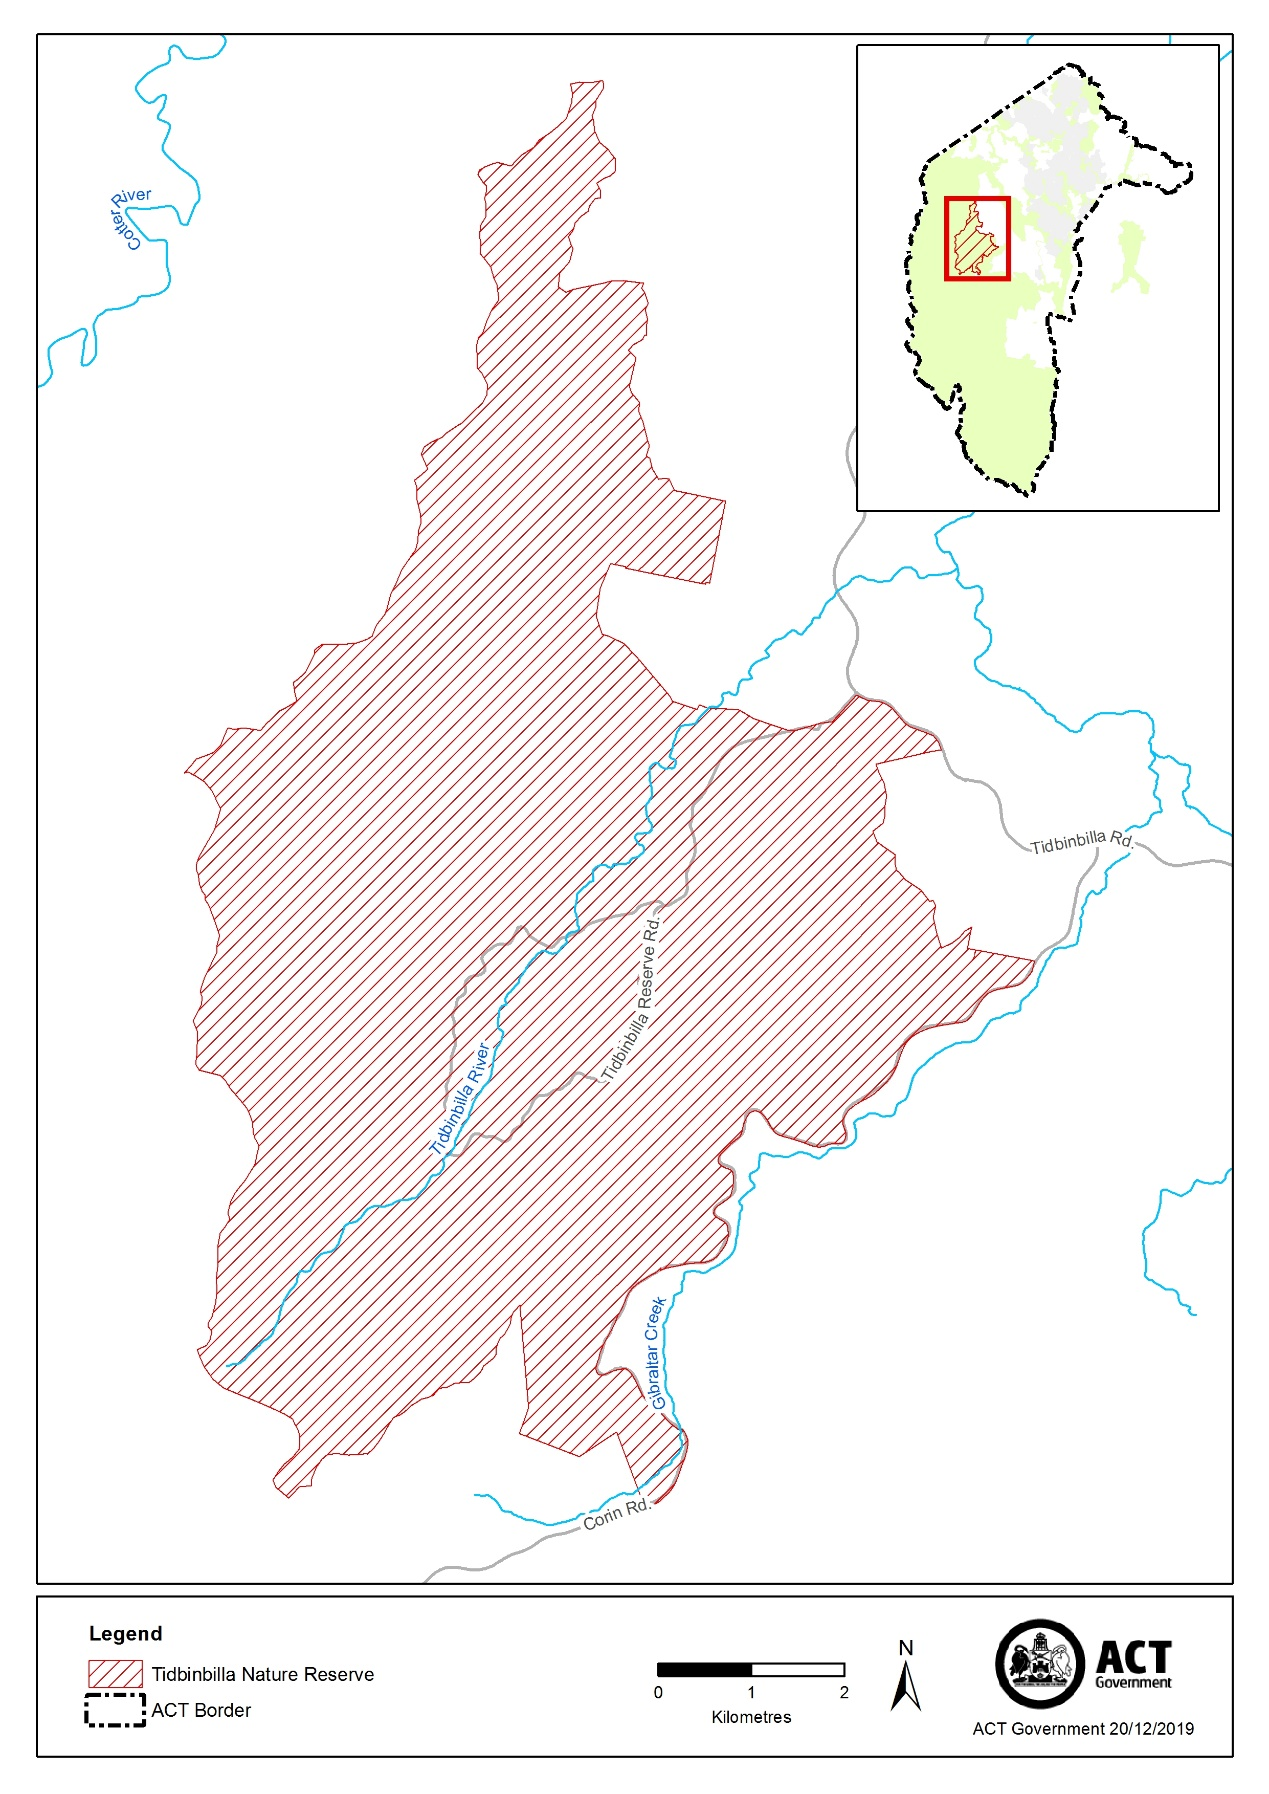 Cotter River
Tidbinbilla Rd.
Tidbinbilla Reserve Rd.
Tidbinbilla River
Gibraltar Creek
Corin Rd.
Legend
Tidbinbilla Nature Reserve
ACT Border
0 1 2
Kilometres
N
ACT
Government
ACT Government 20/12/2019